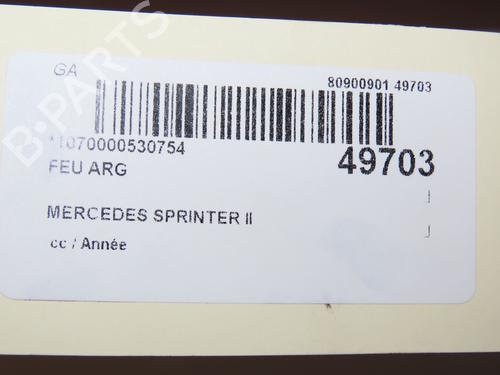 B-PARTS
GA
80900901 49703
*1070000530754
49703
FEU ARG
MERCEDES SPRINTER II
cc / Année